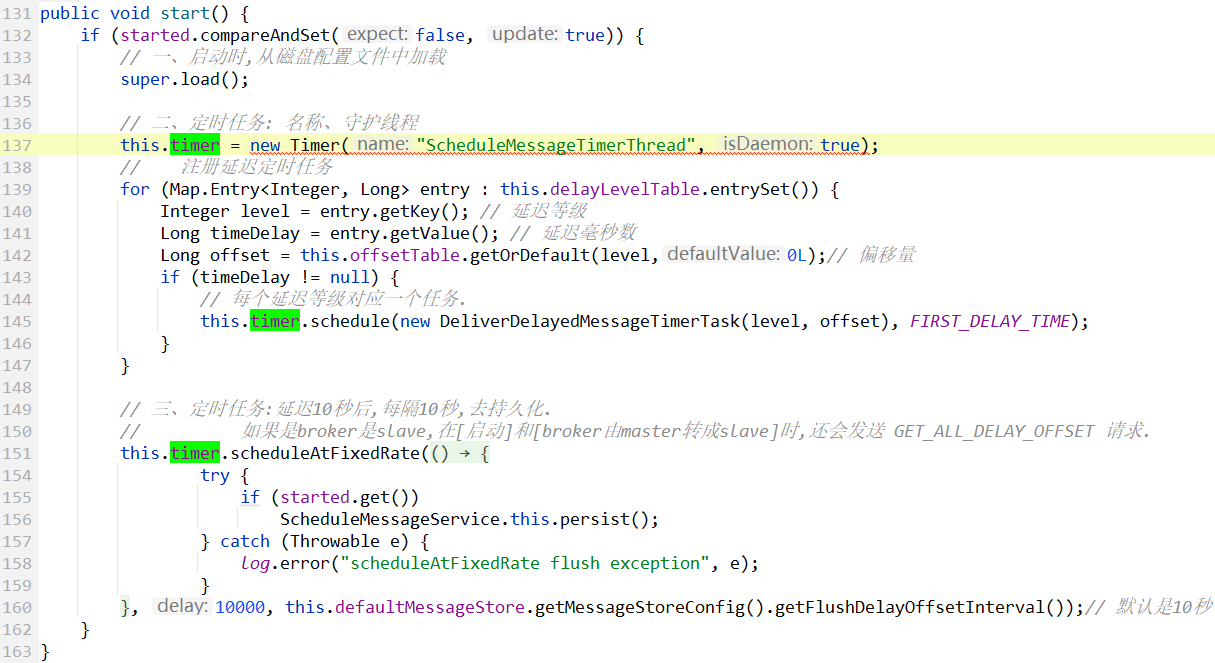 131 public void start() {
132     if (started.compareAndSet( expect: false,  update: true)) {
133         // 一、启动时,从磁盘配置文件中加载
134         super.load();
135
136         // 二、定时任务: 名称、守护线程
137         this.timer = new Timer( name: "ScheduleMessageTimerThread",  isDaemon: true);
138         //    注册延迟定时任务
139         for (Map.Entry<Integer, Long> entry : this.delayLevelTable.entrySet()) {
140             Integer level = entry.getKey(); // 延迟等级
141             Long timeDelay = entry.getValue(); // 延迟毫秒数
142             Long offset = this.offsetTable.getOrDefault(level, defaultValue: 0L);// 偏移量
143             if (timeDelay != null) {
144                 // 每个延迟等级对应一个任务.
145                 this.timer.schedule(new DeliverDelayedMessageTimerTask(level, offset), FIRST_DELAY_TIME);
146             }
147         }
148
149         // 三、定时任务:延迟10秒后,每隔10秒,去持久化.
150         //          如果是broker是slave,在[启动]和[broker由master转成slave]时,还会发送 GET_ALL_DELAY_OFFSET 请求.
151         this.timer.scheduleAtFixedRate(() → {
154                 try {
155                     if (started.get())
156                         ScheduleMessageService.this.persist();
157                 } catch (Throwable e) {
158                     log.error("scheduleAtFixedRate flush exception", e);
159                 }
160         },  delay: 10000, this.defaultMessageStore.getMessageStoreConfig().getFlushDelayOffsetInterval());// 默认是10秒
162     }
163 }